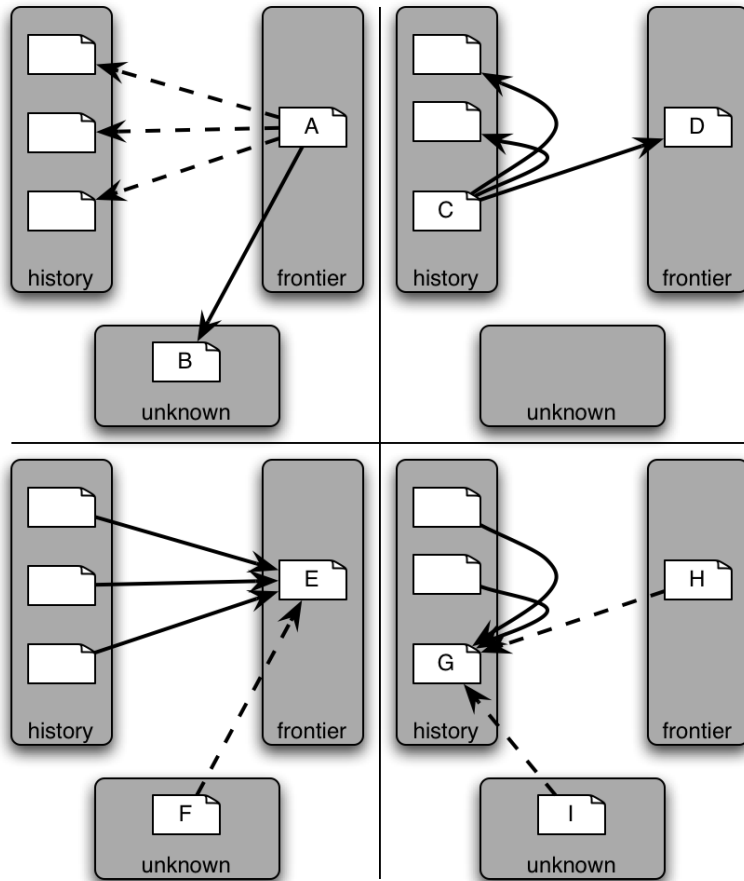 A
history
frontier
B
unknown
D
C
history
frontier
unknown
E
history
frontier
F
unknown
H
G
history
frontier
I
unknown